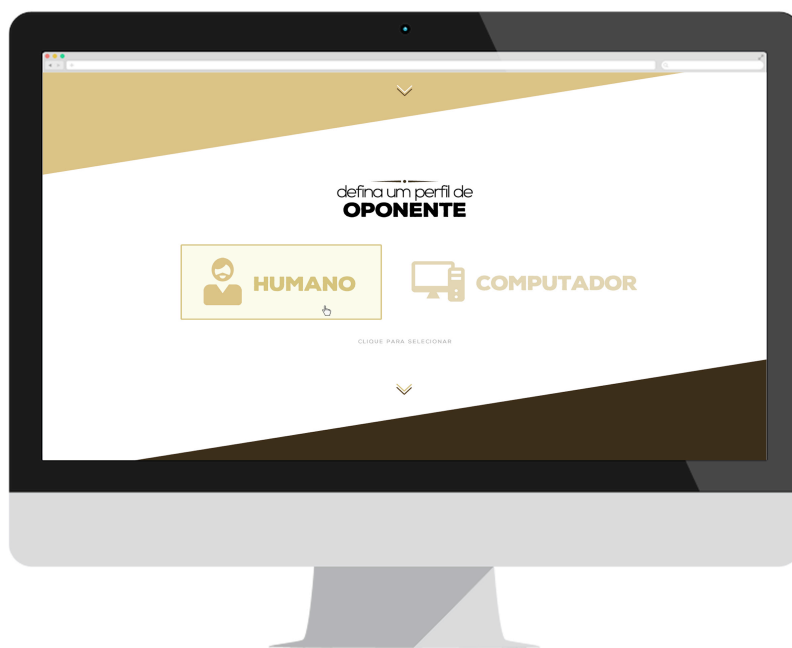 defina um perfil de
OPONENTE
HUMANO
COMPUTADOR
CLIQUE PARA SELECIONAR